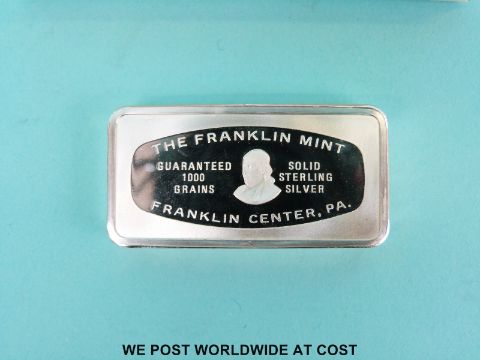 THE FRANKLIN MINT
GUARANTEED
1000
GRAINS
SOLID
STERLING
SILVER
FRANKLIN CENTER, PA.
WE POST WORLDWIDE AT COST